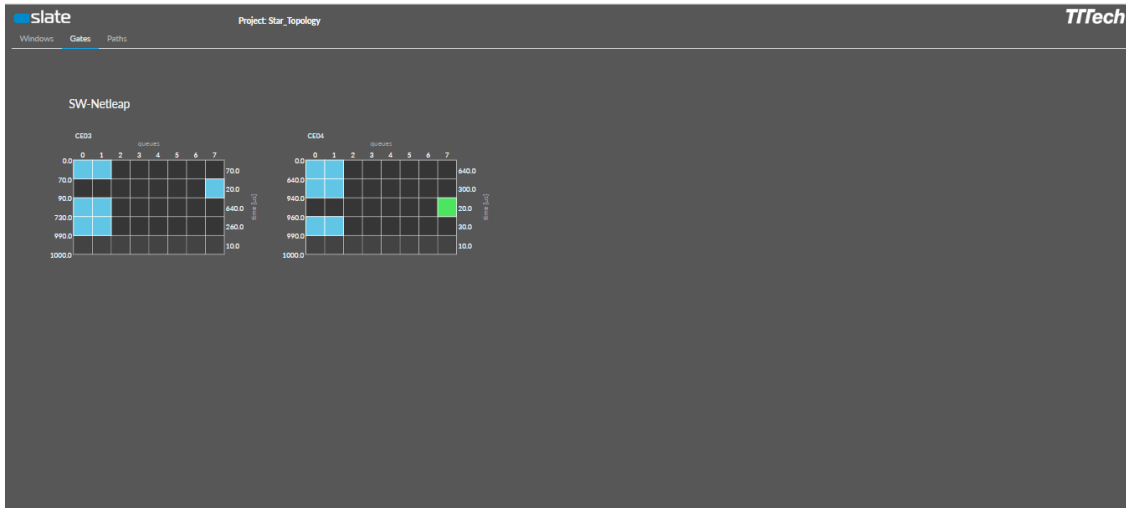 slate
Project: Star_Topology
TTTech
Windows Gates Paths
SW-Netleap
CE03
queues
0 1 2 3 4 5 6 7
0.0
70.0
70.0
20.0
90.0
640.0
730.0
260.0
990.0
10.0
1000.0
time [µs]
CE04
queues
0 1 2 3 4 5 6 7
0.0
640.0
640.0
300.0
940.0
20.0
960.0
30.0
990.0
10.0
1000.0
time [µs]